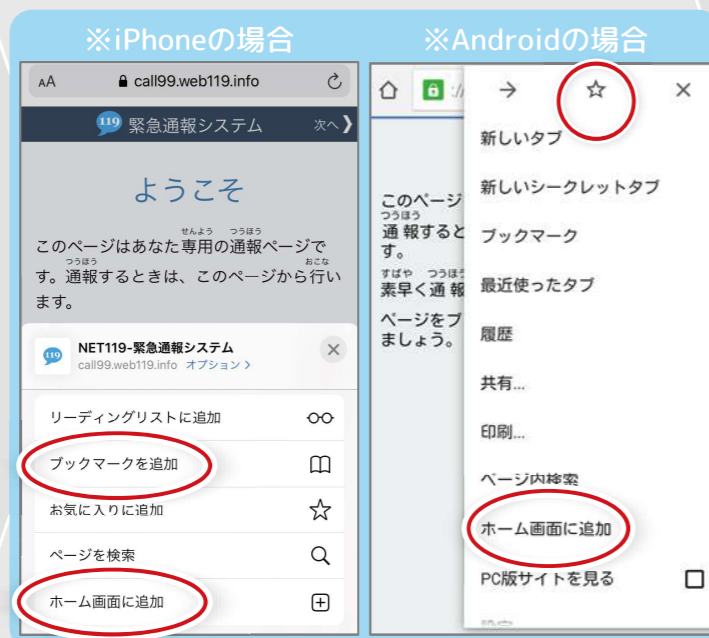 ※iPhoneの場合
AA call99.web119.info
119 緊急通報システム 次へ
ようこそ
せんよう つうほう
このページはあなた専用の通報ページで
つうほう おこな
す。通報するときは、このページから行い
ます。
119 NET119-緊急通報システム
call99.web119.info オプション
リーディングリストに追加
ブックマークを追加
お気に入りに追加
ページを検索
ホーム画面に追加
※Androidの場合
://
このページ
つうほう
通報すると
す。
すばや つうほう
素早く通報
ページをブ
ましょう。
新しいタブ
新しいシークレットタブ
ブックマーク
最近使ったタブ
履歴
共有...
印刷...
ページ内検索
ホーム画面に追加
PC版サイトを見る